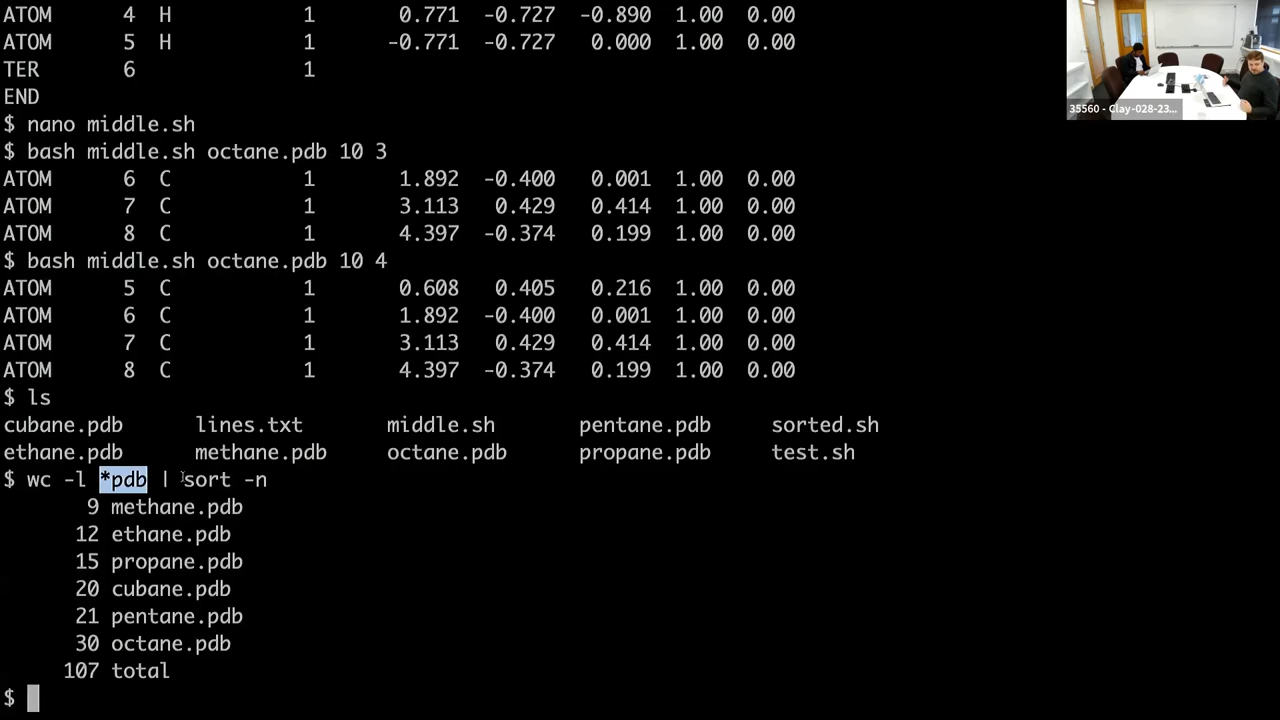 ATOM 4 H 1 0.771 -0.727 -0.890 1.00 0.00
ATOM 5 H 1 -0.771 -0.727 0.000 1.00 0.00
TER 6 1
END
$ nano middle.sh
$ bash middle.sh octane.pdb 10 3
ATOM 6 C 1 1.892 -0.400 0.001 1.00 0.00
ATOM 7 C 1 3.113 0.429 0.414 1.00 0.00
ATOM 8 C 1 4.397 -0.374 0.199 1.00 0.00
$ bash middle.sh octane.pdb 10 4
ATOM 5 C 1 0.608 0.405 0.216 1.00 0.00
ATOM 6 C 1 1.892 -0.400 0.001 1.00 0.00
ATOM 7 C 1 3.113 0.429 0.414 1.00 0.00
ATOM 8 C 1 4.397 -0.374 0.199 1.00 0.00
$ ls
cubane.pdb lines.txt middle.sh pentane.pdb sorted.sh
ethane.pdb methane.pdb octane.pdb propane.pdb test.sh
$ wc -l *pdb | sort -n
9 methane.pdb
12 ethane.pdb
15 propane.pdb
20 cubane.pdb
21 pentane.pdb
30 octane.pdb
107 total
$
35560 - Clay-028-23...